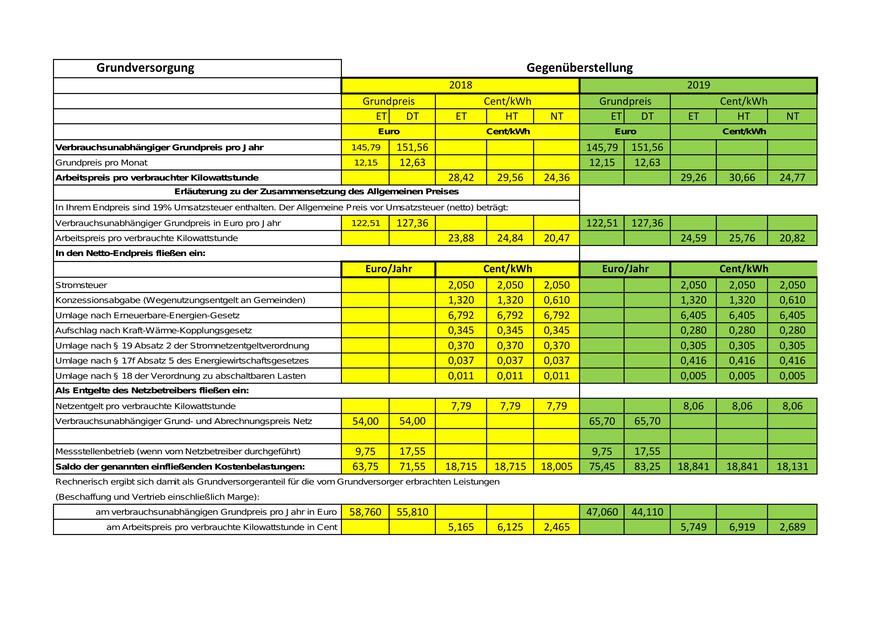 Grundversorgung Gegenüberstellung
2018 2019
Grundpreis Cent/kWh Grundpreis Cent/kWh
ET DT ET HT NT ET DT ET HT NT
Euro Cent/kWh Euro Cent/kWh
Verbrauchsunabhängiger Grundpreis pro Jahr 145,79 151,56 145,79 151,56
Grundpreis pro Monat 12,15 12,63 12,15 12,63
Arbeitspreis pro verbrauchter Kilowattstunde 28,42 29,56 24,36 29,26 30,66 24,77
Erläuterung zu der Zusammensetzung des Allgemeinen Preises
In Ihrem Endpreis sind 19% Umsatzsteuer enthalten. Der Allgemeine Preis vor Umsatzsteuer (netto) beträgt:
Verbrauchsunabhängiger Grundpreis in Euro pro Jahr 122,51 127,36 122,51 127,36
Arbeitspreis pro verbrauchte Kilowattstunde 23,88 24,84 20,47 24,59 25,76 20,82
In den Netto-Endpreis fließen ein:
Euro/Jahr Cent/kWh Euro/Jahr Cent/kWh
Stromsteuer 2,050 2,050 2,050 2,050 2,050 2,050
Konzessionsabgabe (Wegenutzungsentgelt an Gemeinden) 1,320 1,320 0,610 1,320 1,320 0,610
Umlage nach Erneuerbare-Energien-Gesetz 6,792 6,792 6,792 6,405 6,405 6,405
Aufschlag nach Kraft-Wärme-Kopplungsgesetz 0,345 0,345 0,345 0,280 0,280 0,280
Umlage nach § 19 Absatz 2 der Stromnetzentgeltverordnung 0,370 0,370 0,370 0,305 0,305 0,305
Umlage nach § 17f Absatz 5 des Energiewirtschaftsgesetzes 0,037 0,037 0,037 0,416 0,416 0,416
Umlage nach § 18 der Verordnung zu abschaltbaren Lasten 0,011 0,011 0,011 0,005 0,005 0,005
Als Entgelte des Netzbetreibers fließen ein:
Netzentgelt pro verbrauchte Kilowattstunde 7,79 7,79 7,79 8,06 8,06 8,06
Verbrauchsunabhängiger Grund- und Abrechnungspreis Netz 54,00 54,00 65,70 65,70
Messstellenbetrieb (wenn vom Netzbetreiber durchgeführt) 9,75 17,55 9,75 17,55
Saldo der genannten einfließenden Kostenbelastungen: 63,75 71,55 18,715 18,715 18,005 75,45 83,25 18,841 18,841 18,131
Rechnerisch ergibt sich damit als Grundversorgeranteil für die vom Grundversorger erbrachten Leistungen
(Beschaffung und Vertrieb einschließlich Marge):
am verbrauchsunabhängigen Grundpreis pro Jahr in Euro 58,760 55,810 47,060 44,110
am Arbeitspreis pro verbrauchte Kilowattstunde in Cent 5,165 6,125 2,465 5,749 6,919 2,689